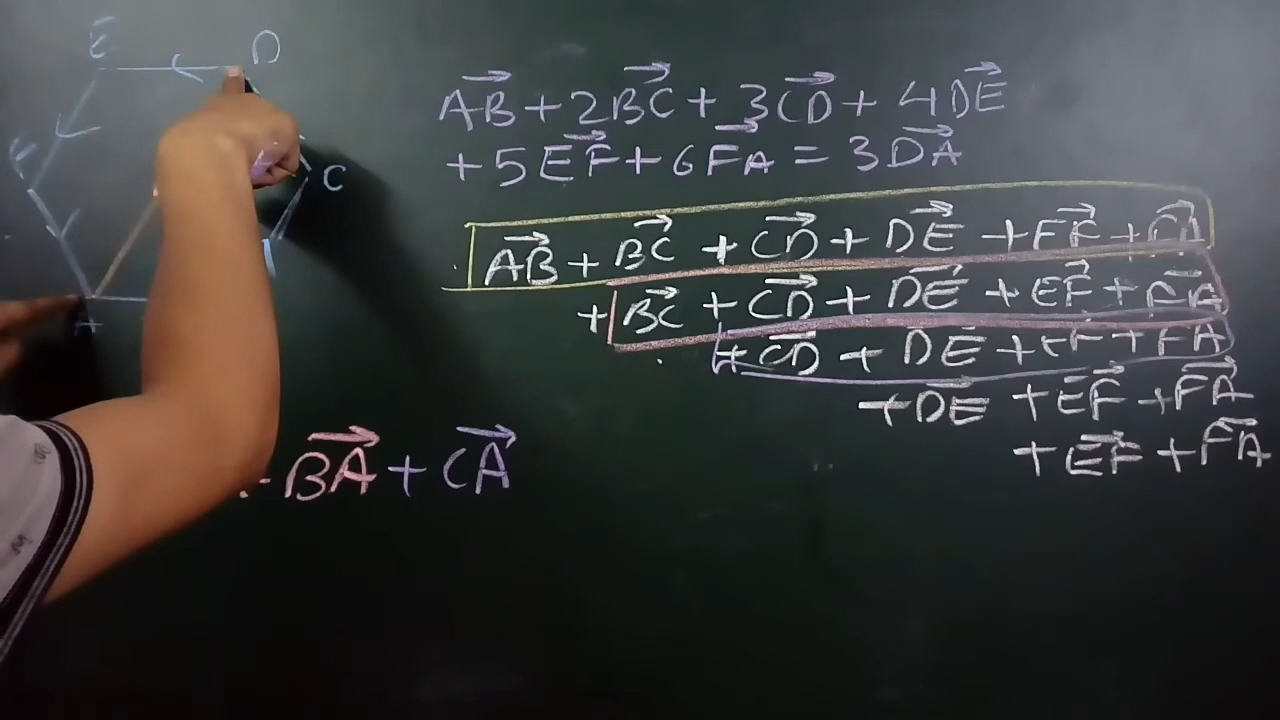 E D
F
C
A
AB⃗ + 2BC⃗ + 3CD⃗ + 4DE⃗
+ 5EF⃗ + 6FA⃗ = 3DA⃗
AB⃗ + BC⃗ + CD⃗ + DE⃗ + EF⃗ + FA⃗
+ BC⃗ + CD⃗ + DE⃗ + EF⃗ + FA⃗
+ CD⃗ + DE⃗ + EF + FA
+ DE⃗ + EF⃗ + FA⃗
+ EF⃗ + FA⃗
+ BA⃗ + CA⃗